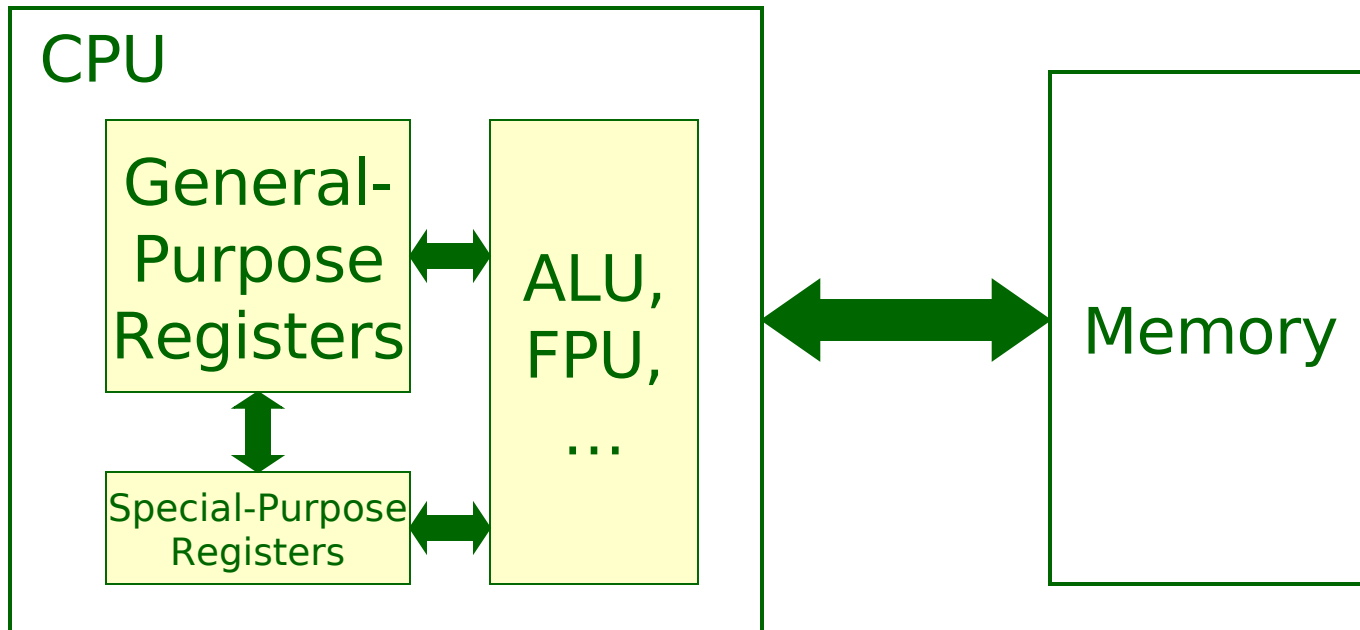 CPU
General-
Purpose
Registers
ALU,
FPU,
...
Special-Purpose
Registers
Memory